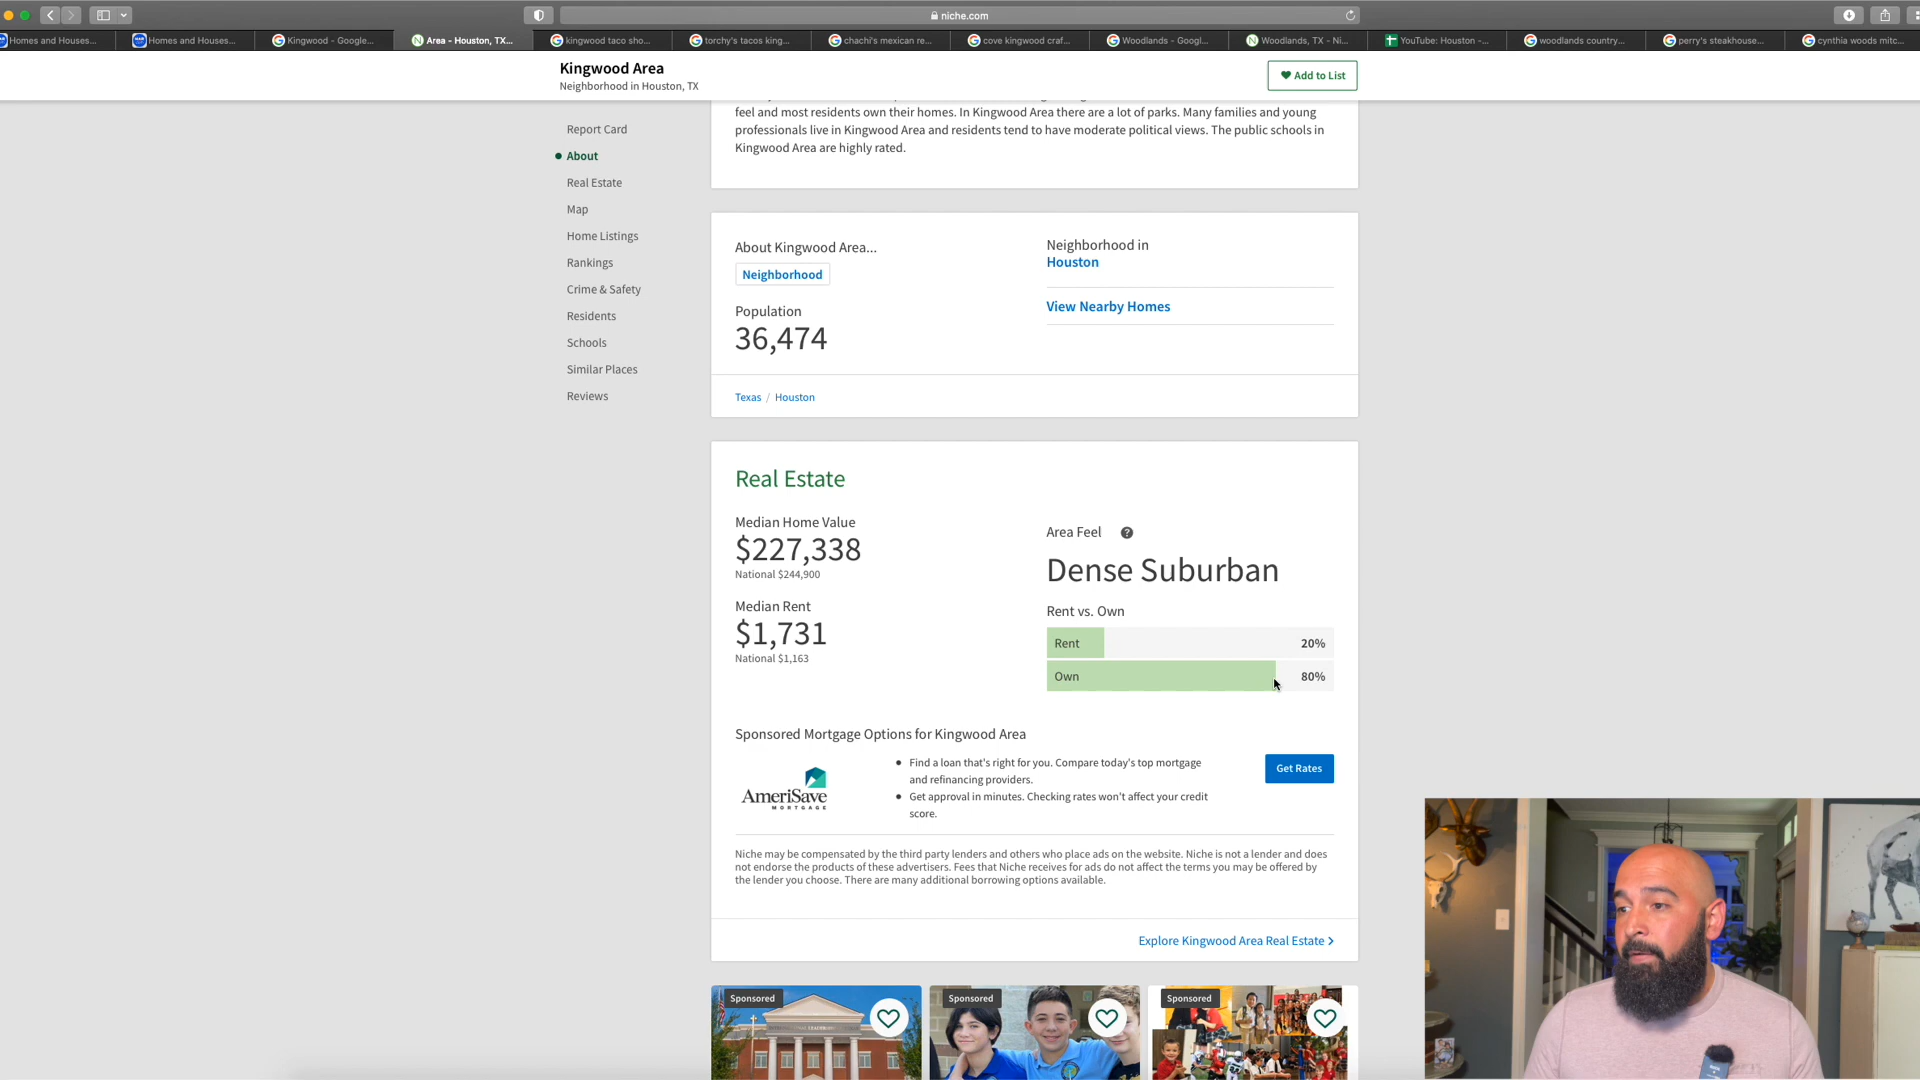 niche.com
Homes and Houses...
Homes and Houses...
Kingwood - Google...
Area - Houston, TX...
kingwood taco sho...
torchy's tacos king...
chachi's mexican re...
cove kingwood craf...
Woodlands - Googl...
Woodlands, TX - Ni...
YouTube: Houston -...
woodlands country...
perry's steakhouse...
cynthia woods mitc...
Kingwood Area
Neighborhood in Houston, TX
Add to List
Report Card
About
Real Estate
Map
Home Listings
Rankings
Crime & Safety
Residents
Schools
Similar Places
Reviews
feel and most residents own their homes. In Kingwood Area there are a lot of parks. Many families and young
professionals live in Kingwood Area and residents tend to have moderate political views. The public schools in
Kingwood Area are highly rated.
About Kingwood Area...
Neighborhood
Population
36,474
Neighborhood in
Houston
View Nearby Homes
Texas / Houston
Real Estate
Median Home Value
$227,338
National $244,900
Median Rent
$1,731
National $1,163
Area Feel ?
Dense Suburban
Rent vs. Own
Rent 20%
Own 80%
Sponsored Mortgage Options for Kingwood Area
AmeriSave
MORTGAGE
• Find a loan that's right for you. Compare today's top mortgage
and refinancing providers.
• Get approval in minutes. Checking rates won't affect your credit
score.
Get Rates
Niche may be compensated by the third party lenders and others who place ads on the website. Niche is not a lender and does
not endorse the products of these advertisers. Fees that Niche receives for ads do not affect the terms you may be offered by
the lender you choose. There are many additional borrowing options available.
Explore Kingwood Area Real Estate >
Sponsored
Sponsored
Sponsored